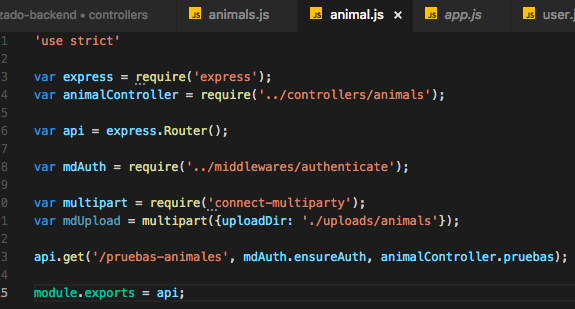 zado-backend › controllers JS animals.js JS animal.js × JS app.js JS user.j
1 'use strict'
2
3 var express = require('express');
4 var animalController = require('../controllers/animals');
5
6 var api = express.Router();
7
8 var mdAuth = require('../middlewares/authenticate');
9
0 var multipart = require('connect-multiparty');
1 var mdUpload = multipart({uploadDir: './uploads/animals'});
2
3 api.get('/pruebas-animales', mdAuth.ensureAuth, animalController.pruebas);
4
5 module.exports = api;